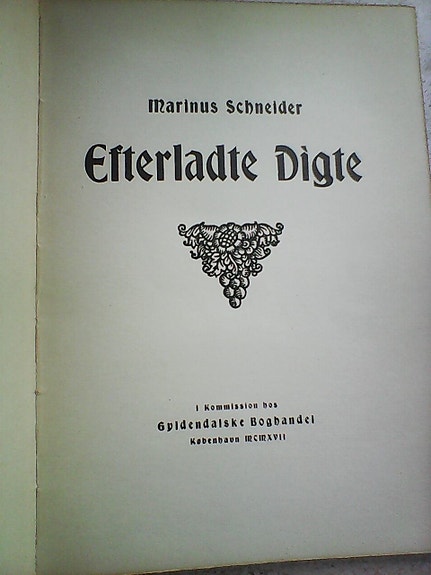 Marinus Schneider
Efterladte Digte
I Kommission hos
Gyldendalske Boghandel
København MCMXVII